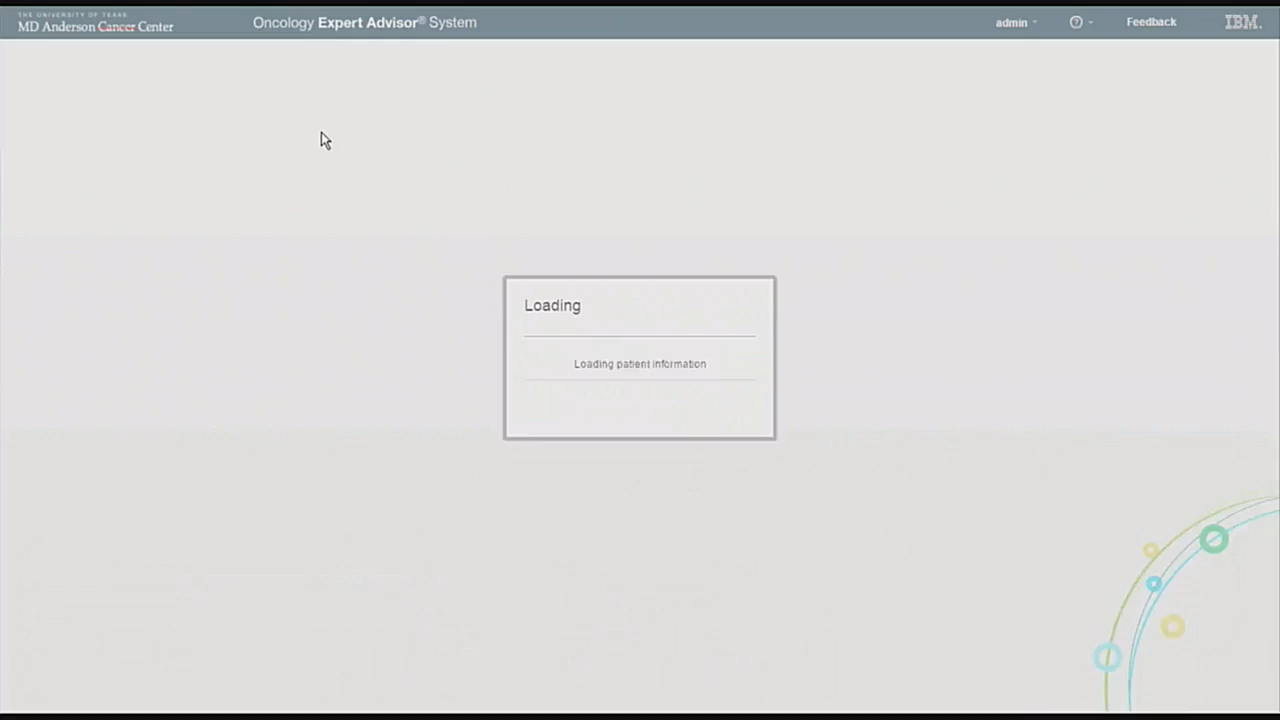 THE UNIVERSITY OF TEXAS
MD Anderson Cancer Center
Oncology Expert Advisor® System
admin
?
Feedback
IBM.
Loading
Loading patient information